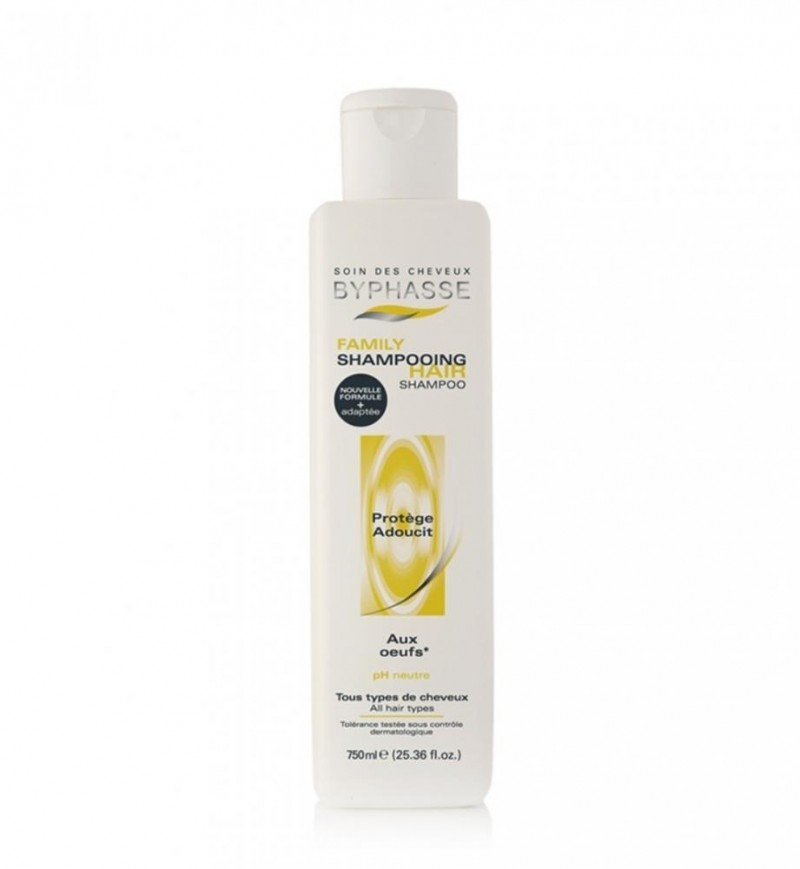 SOIN DES CHEVEUX
BYPHASSE
FAMILY
SHAMPOOING
HAIR
SHAMPOO
NOUVELLE
FORMULE
+
adaptée
Protège
Adoucit
Aux
oeufs*
pH neutre
Tous types de cheveux
All hair types
Tolérance testée sous contrôle
dermatologique
750ml e (25.36 fl.oz.)